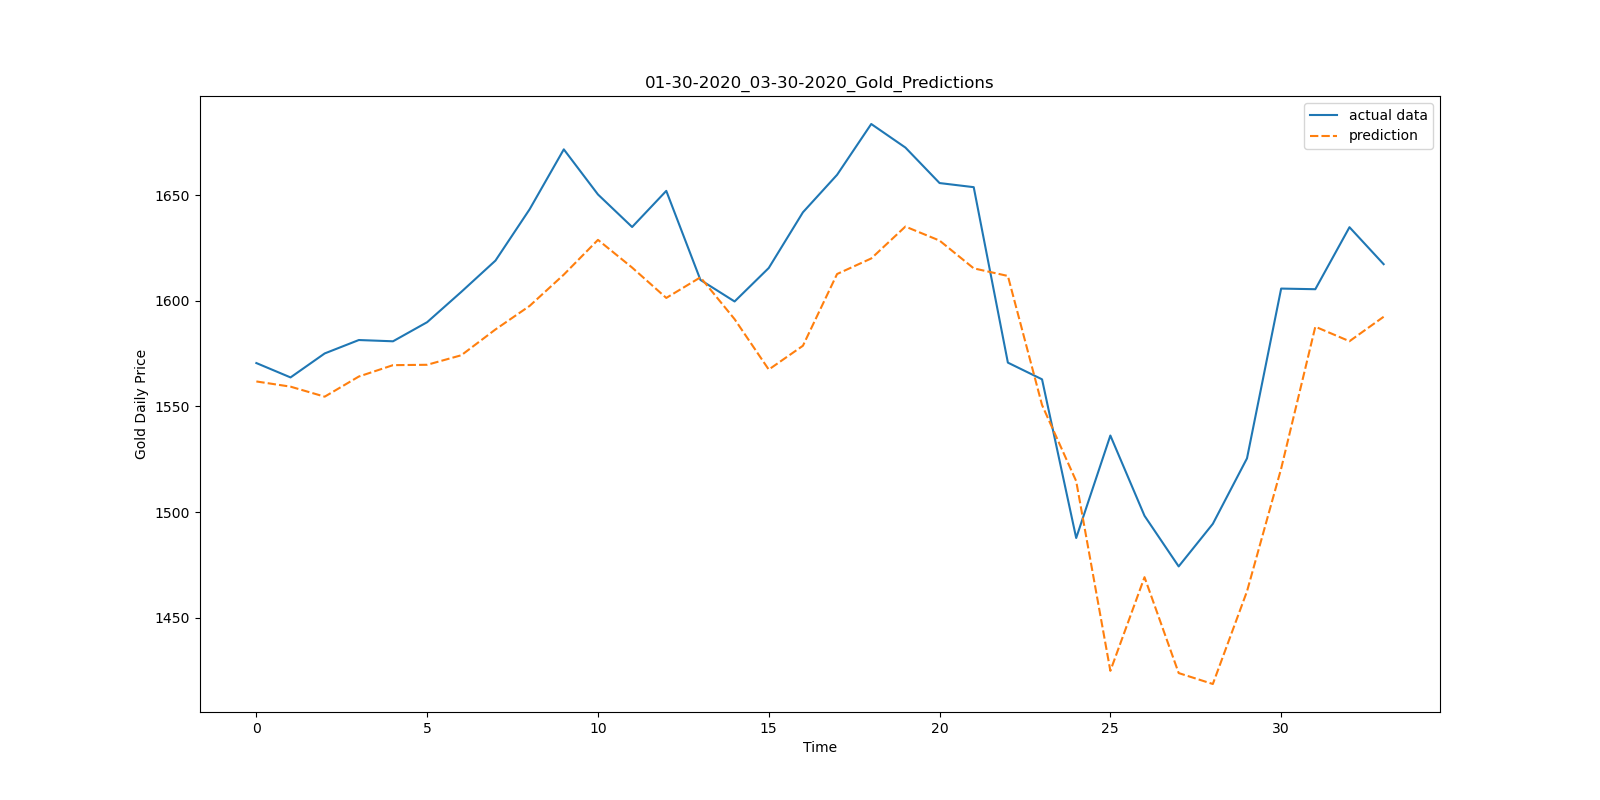 01-30-2020_03-30-2020_Gold_Predictions
actual data
prediction
Gold Daily Price
1650
1600
1550
1500
1450
0 5 10 15 20 25 30
Time